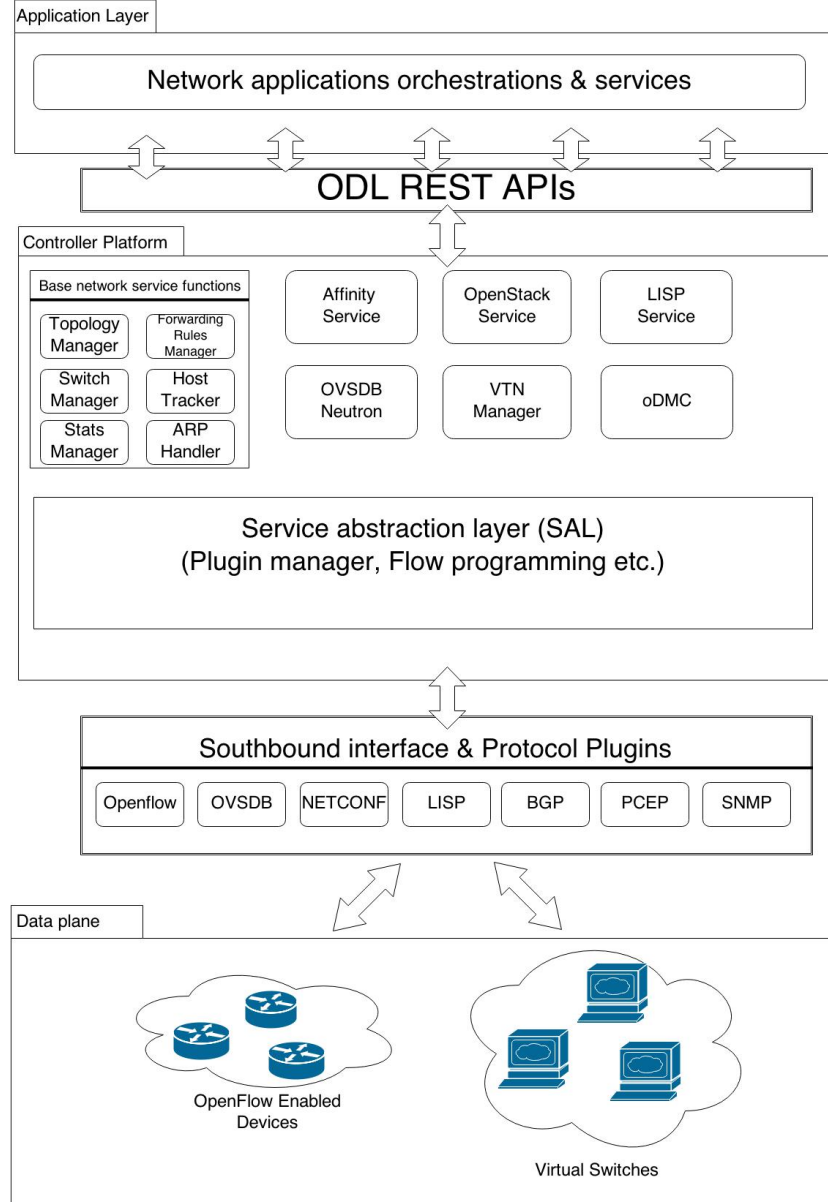 Application Layer
Network applications orchestrations & services
ODL REST APIs
Controller Platform
Base network service functions
Topology
Manager
Forwarding
Rules
Manager
Switch
Manager
Host
Tracker
Stats
Manager
ARP
Handler
Affinity
Service
OpenStack
Service
LISP
Service
OVSDB
Neutron
VTN
Manager
oDMC
Service abstraction layer (SAL)
(Plugin manager, Flow programming etc.)
Southbound interface & Protocol Plugins
Openflow
OVSDB
NETCONF
LISP
BGP
PCEP
SNMP
Data plane
OpenFlow Enabled
Devices
Virtual Switches